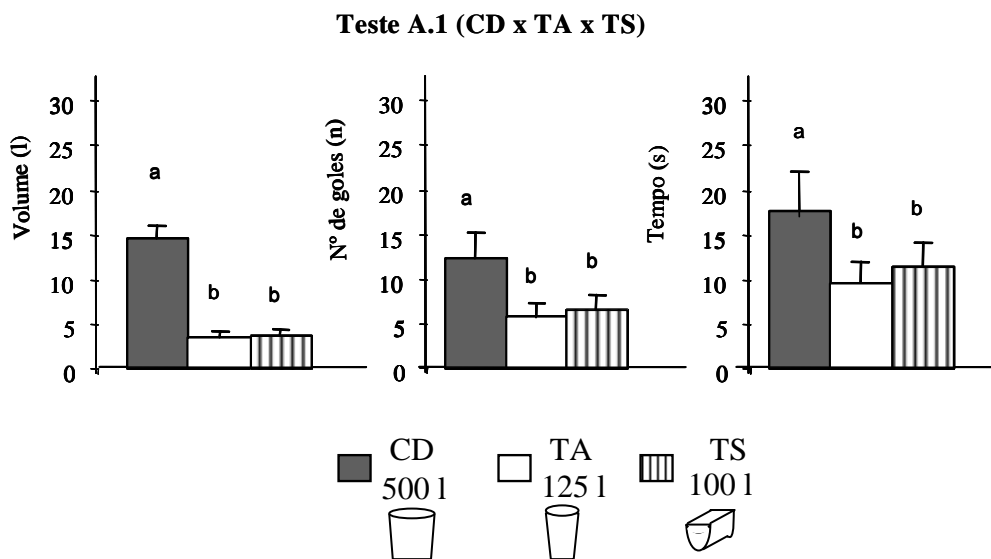 Teste A.1 (CD x TA x TS)
Volume (l)
30
25
20
15
10
5
0
a
b
b
Nº de goles (n)
30
25
20
15
10
5
0
a
b
b
Tempo (s)
30
25
20
15
10
5
0
a
b
b
CD
500 l
TA
125 l
TS
100 l